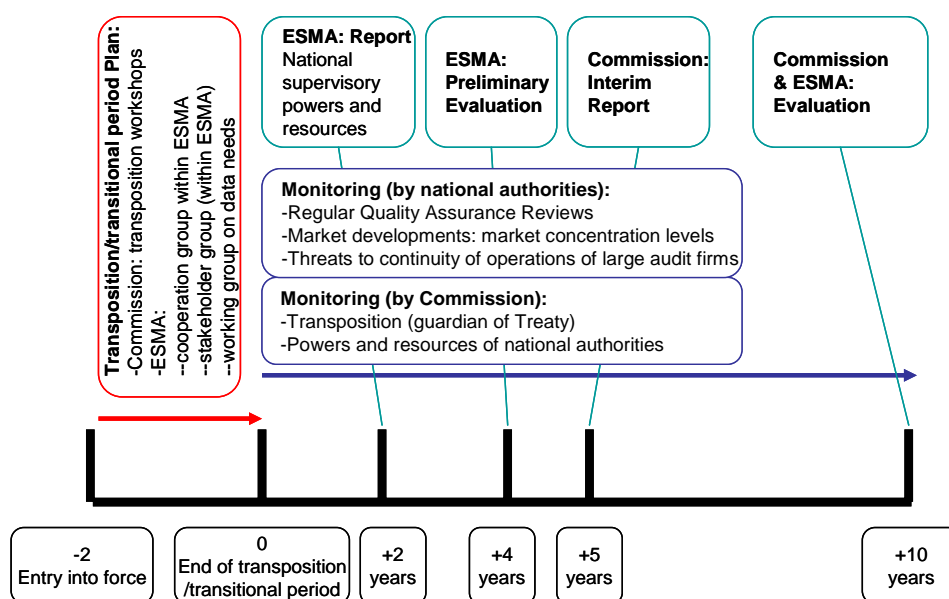 Transposition/transitional period Plan:
-Commission: transposition workshops
-ESMA:
--cooperation group within ESMA
--stakeholder group (within ESMA)
--working group on data needs
ESMA: Report
National
supervisory
powers and
resources
ESMA:
Preliminary
Evaluation
Commission:
Interim
Report
Commission
& ESMA:
Evaluation
Monitoring (by national authorities):
-Regular Quality Assurance Reviews
-Market developments: market concentration levels
-Threats to continuity of operations of large audit firms
Monitoring (by Commission):
-Transposition (guardian of Treaty)
-Powers and resources of national authorities
-2
Entry into force
0
End of transposition
/transitional period
+2
years
+4
years
+5
years
+10
years